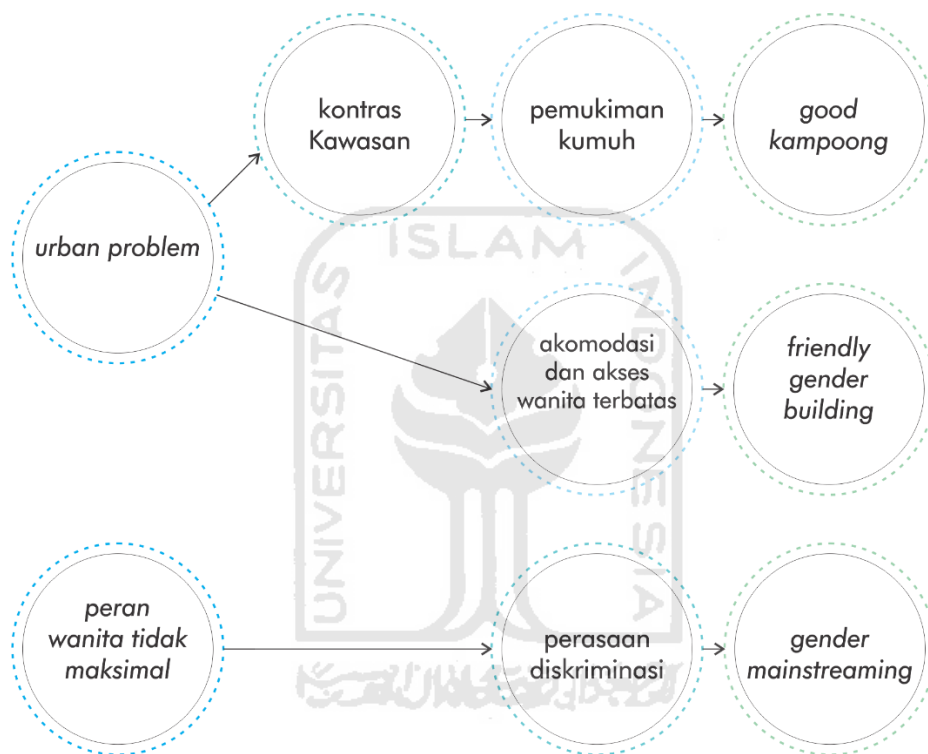 kontras
Kawasan
pemukiman
kumuh
good
kampoong
urban problem
akomodasi
dan akses
wanita terbatas
friendly
gender
building
peran
wanita tidak
maksimal
perasaan
diskriminasi
gender
mainstreaming
UNIVERSITAS
ISLAM
INDONESIA